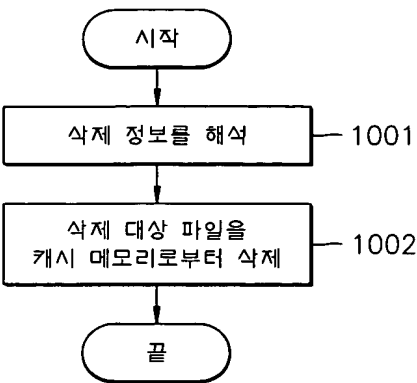 시작
삭제 정보를 해석
1001
삭제 대상 파일을
캐시 메모리로부터 삭제
1002
끝